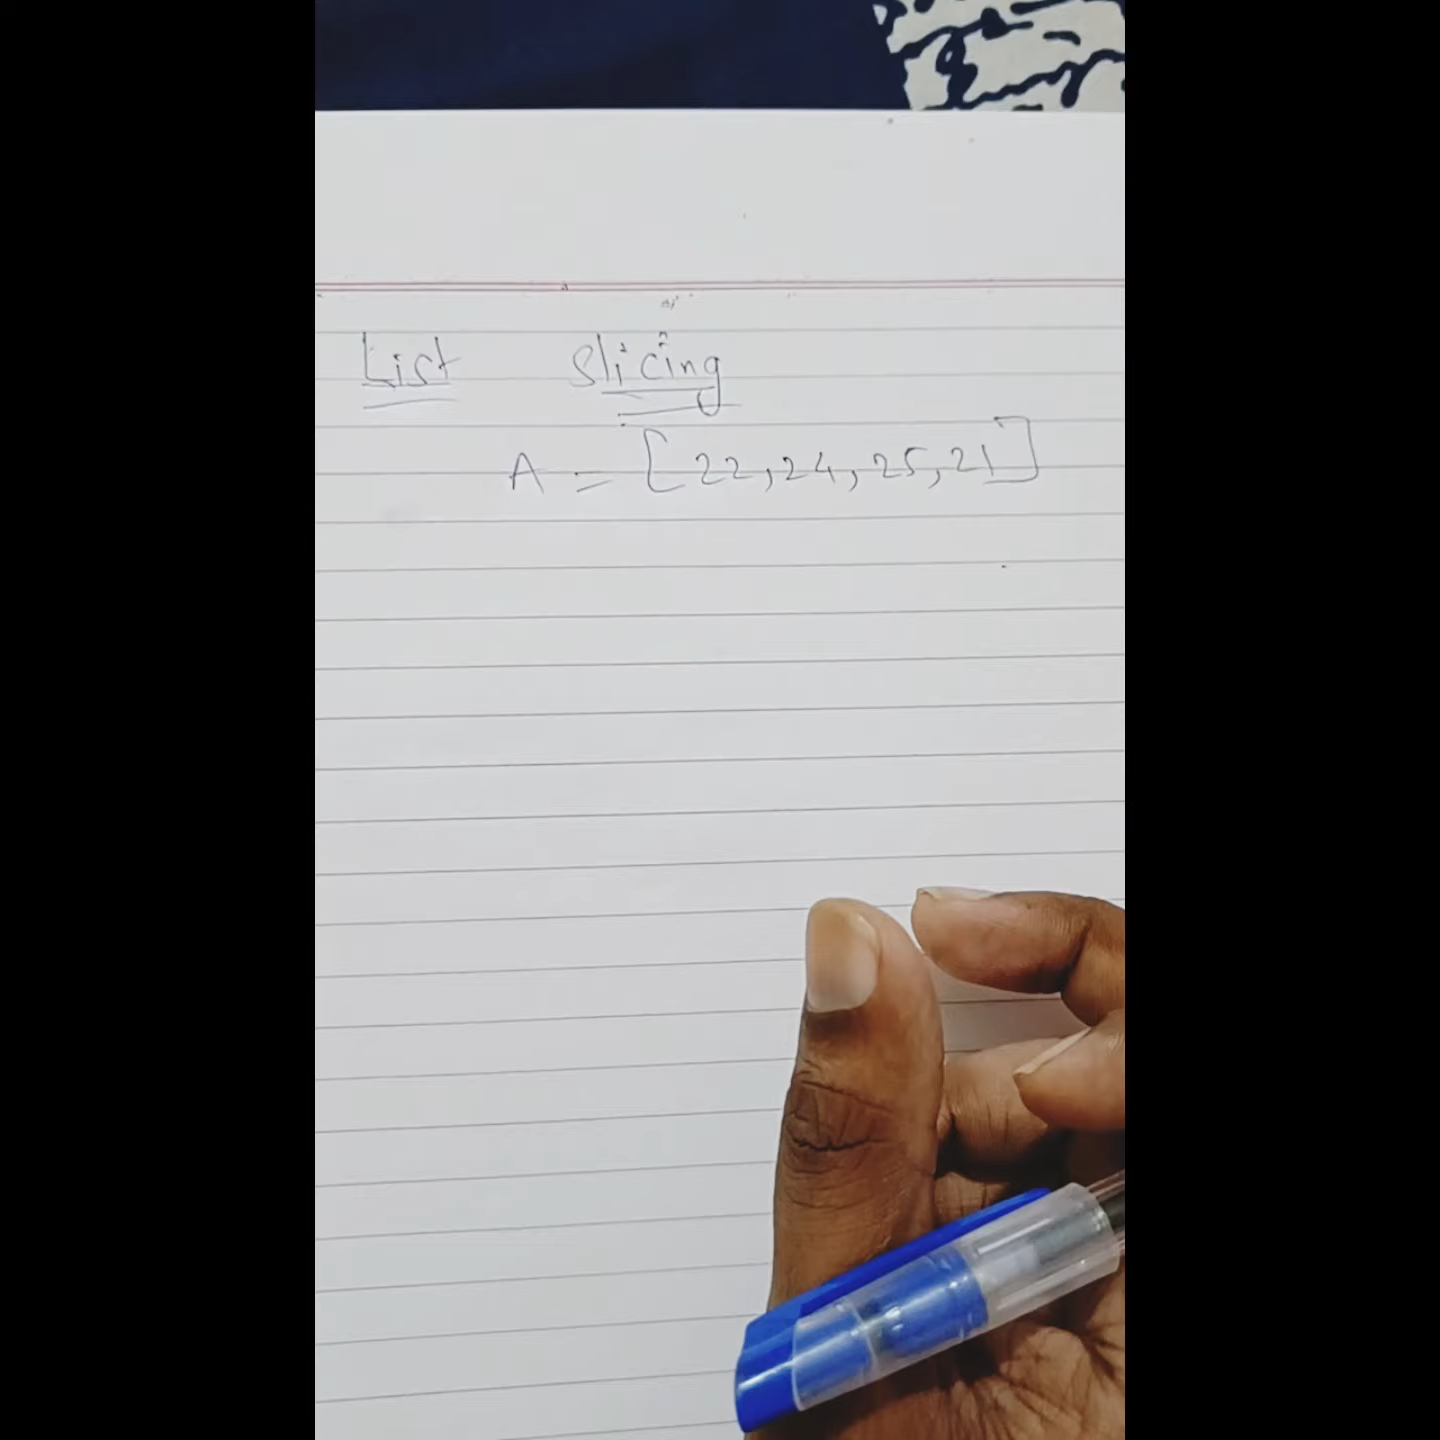 List Slicing
A = [22, 24, 25, 21]